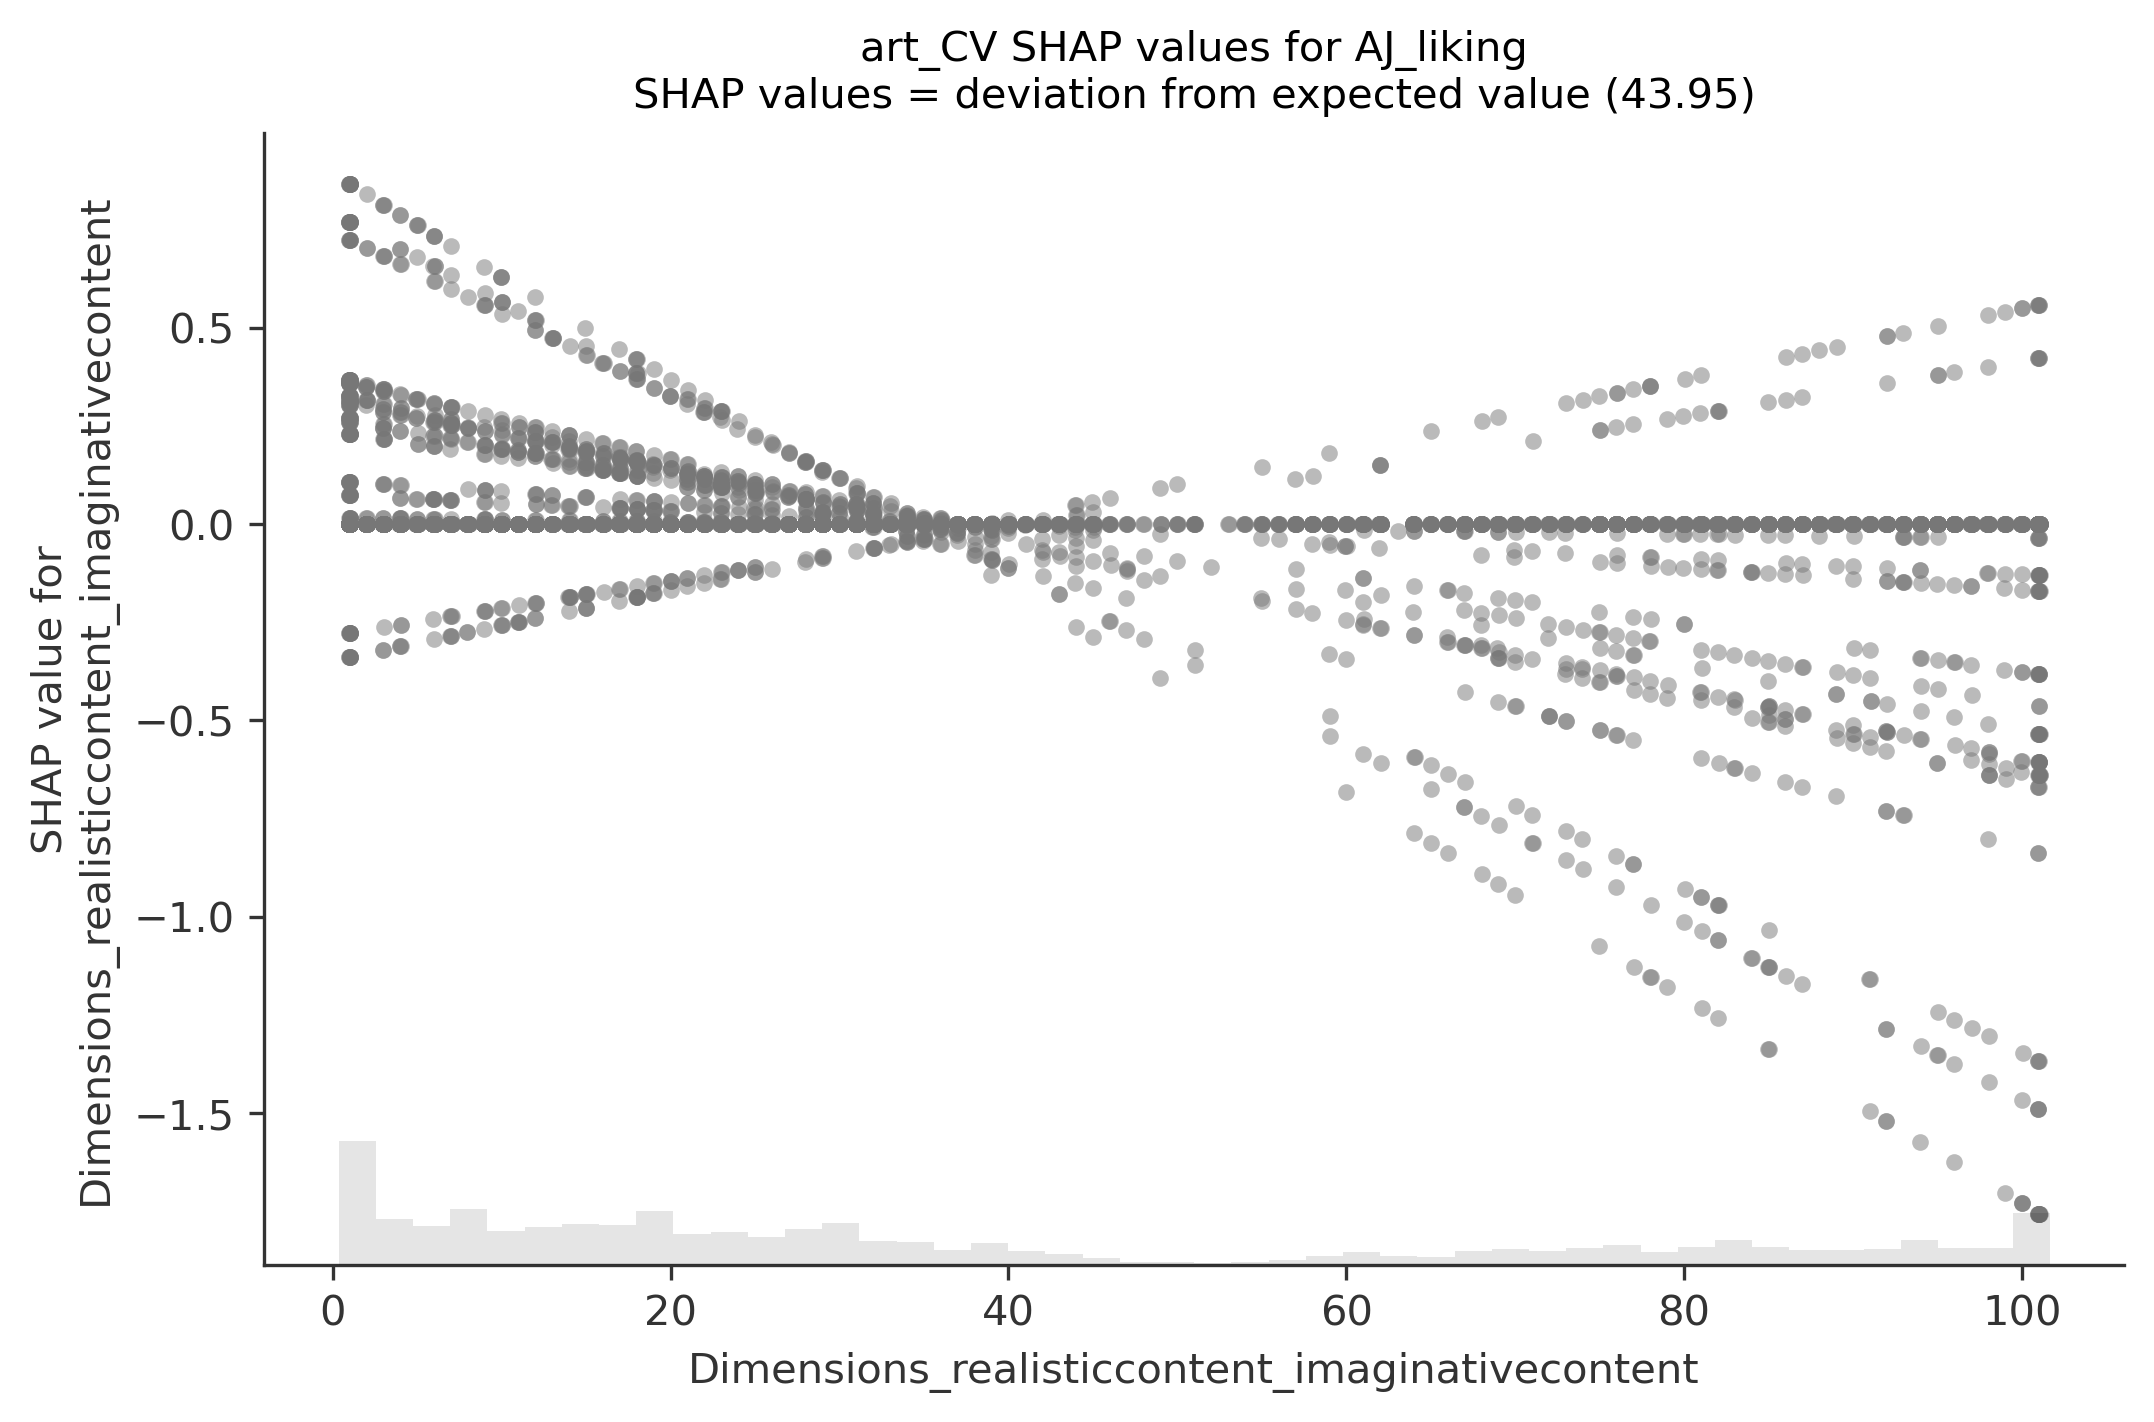 art_CV SHAP values for AJ_liking
SHAP values = deviation from expected value (43.95)
SHAP value for
Dimensions_realisticcontent_imaginativecontent
0.5
0.0
−0.5
−1.0
−1.5
0
20
40
60
80
100
Dimensions_realisticcontent_imaginativecontent